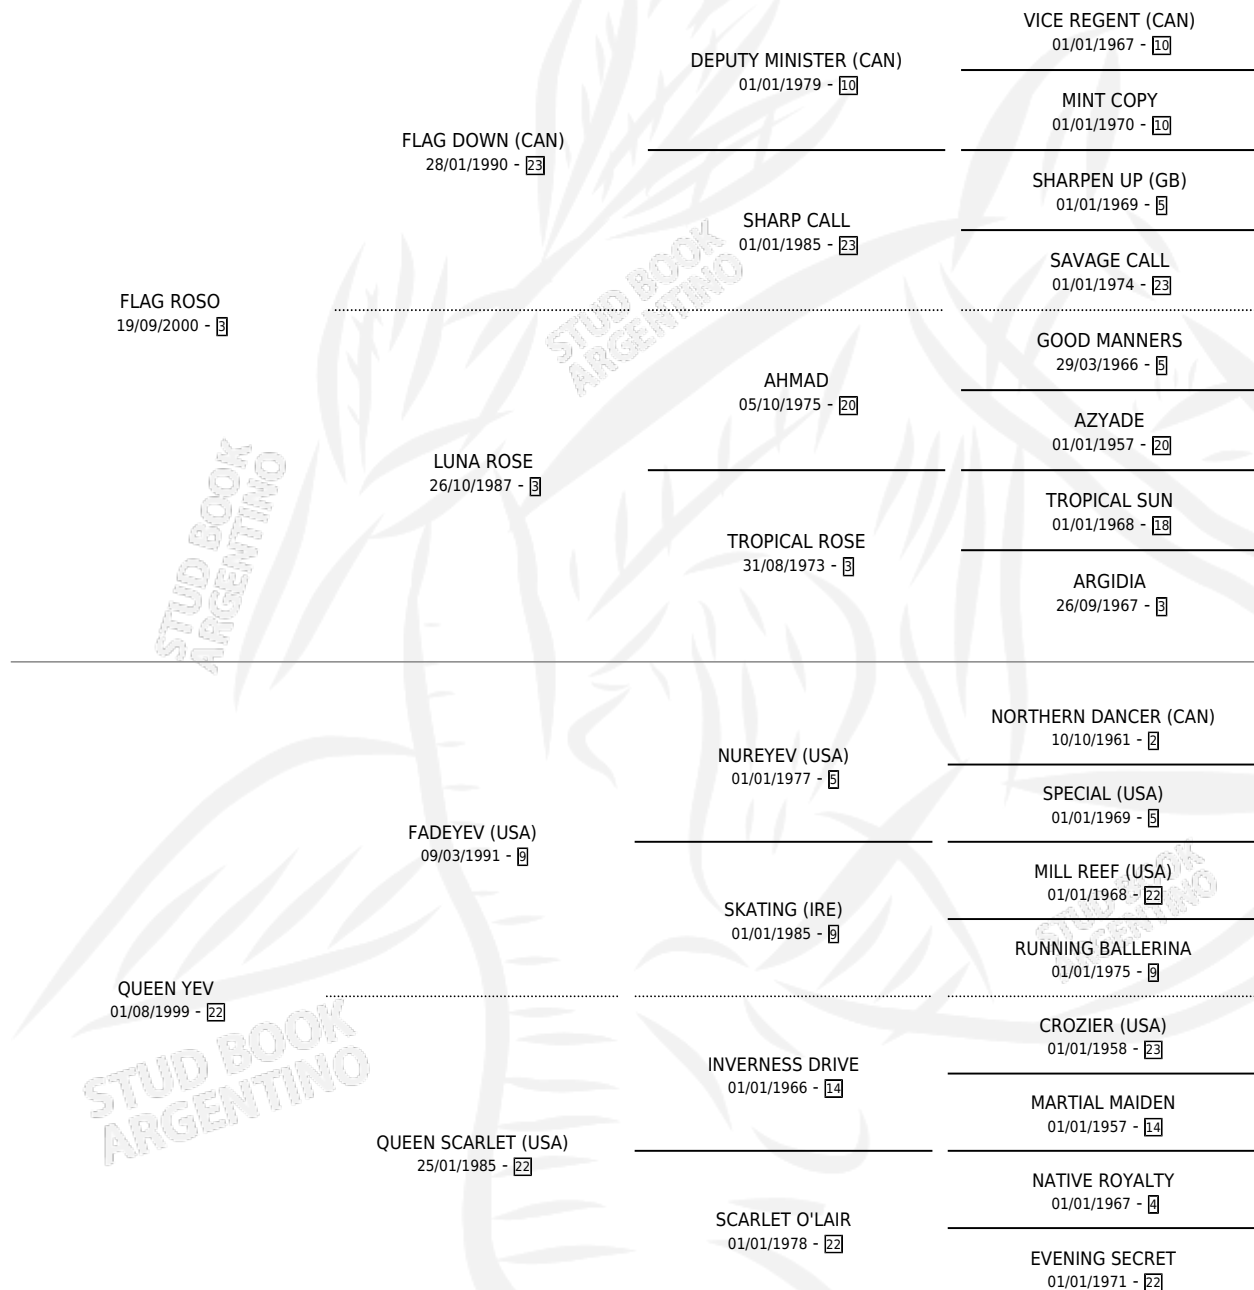 VICE REGENT (CAN)
01/01/1967 - 10
DEPUTY MINISTER (CAN)
01/01/1979 - 10
MINT COPY
01/01/1970 - 10
FLAG DOWN (CAN)
28/01/1990 - 23
SHARPEN UP (GB)
01/01/1969 - 5
SHARP CALL
01/01/1985 - 23
SAVAGE CALL
01/01/1974 - 23
FLAG ROSO
19/09/2000 - 3
GOOD MANNERS
29/03/1966 - 5
AHMAD
05/10/1975 - 20
AZYADE
01/01/1957 - 20
LUNA ROSE
26/10/1987 - 3
TROPICAL SUN
01/01/1968 - 18
TROPICAL ROSE
31/08/1973 - 3
ARGIDIA
26/09/1967 - 3
STUD BOOK
ARGENTINO
STUD BOOK
ARGENTINO
NORTHERN DANCER (CAN)
10/10/1961 - 2
NUREYEV (USA)
01/01/1977 - 5
SPECIAL (USA)
01/01/1969 - 5
FADEYEV (USA)
09/03/1991 - 9
MILL REEF (USA)
01/01/1968 - 22
SKATING (IRE)
01/01/1985 - 9
RUNNING BALLERINA
01/01/1975 - 9
STUD BOOK
ARGENTINO
QUEEN YEV
01/08/1999 - 22
CROZIER (USA)
01/01/1958 - 23
INVERNESS DRIVE
01/01/1966 - 14
MARTIAL MAIDEN
01/01/1957 - 14
QUEEN SCARLET (USA)
25/01/1985 - 22
NATIVE ROYALTY
01/01/1967 - 4
SCARLET O'LAIR
01/01/1978 - 22
EVENING SECRET
01/01/1971 - 22
STUD BOOK
ARGENTINO